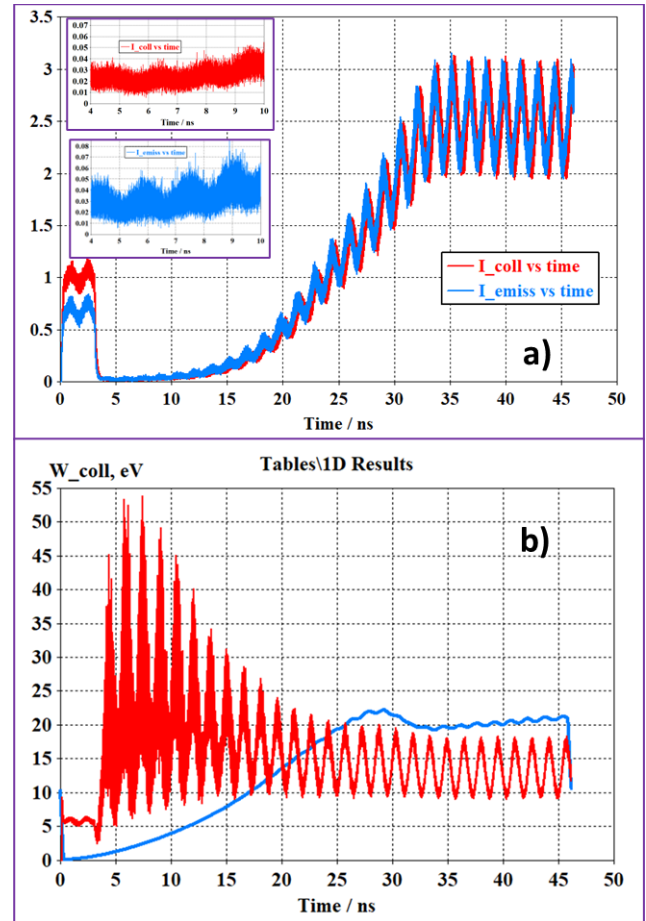 0.07
0.06
0.05
0.04
0.03
0.02
0.01
0
I_coll vs time
4 5 6 7 8 9 10
Time / ns
0.08
0.07
0.06
0.05
0.04
0.03
0.02
0.01
0
I_emiss vs time
4 5 6 7 8 9 10
Time / ns
3.5
3
2.5
2
1.5
1
0.5
0
I_coll vs time
I_emiss vs time
a)
0 5 10 15 20 25 30 35 40 45 50
Time / ns
W_coll, eV
Tables\1D Results
55
50
45
40
35
30
25
20
15
10
5
0
b)
0 5 10 15 20 25 30 35 40 45 50
Time / ns